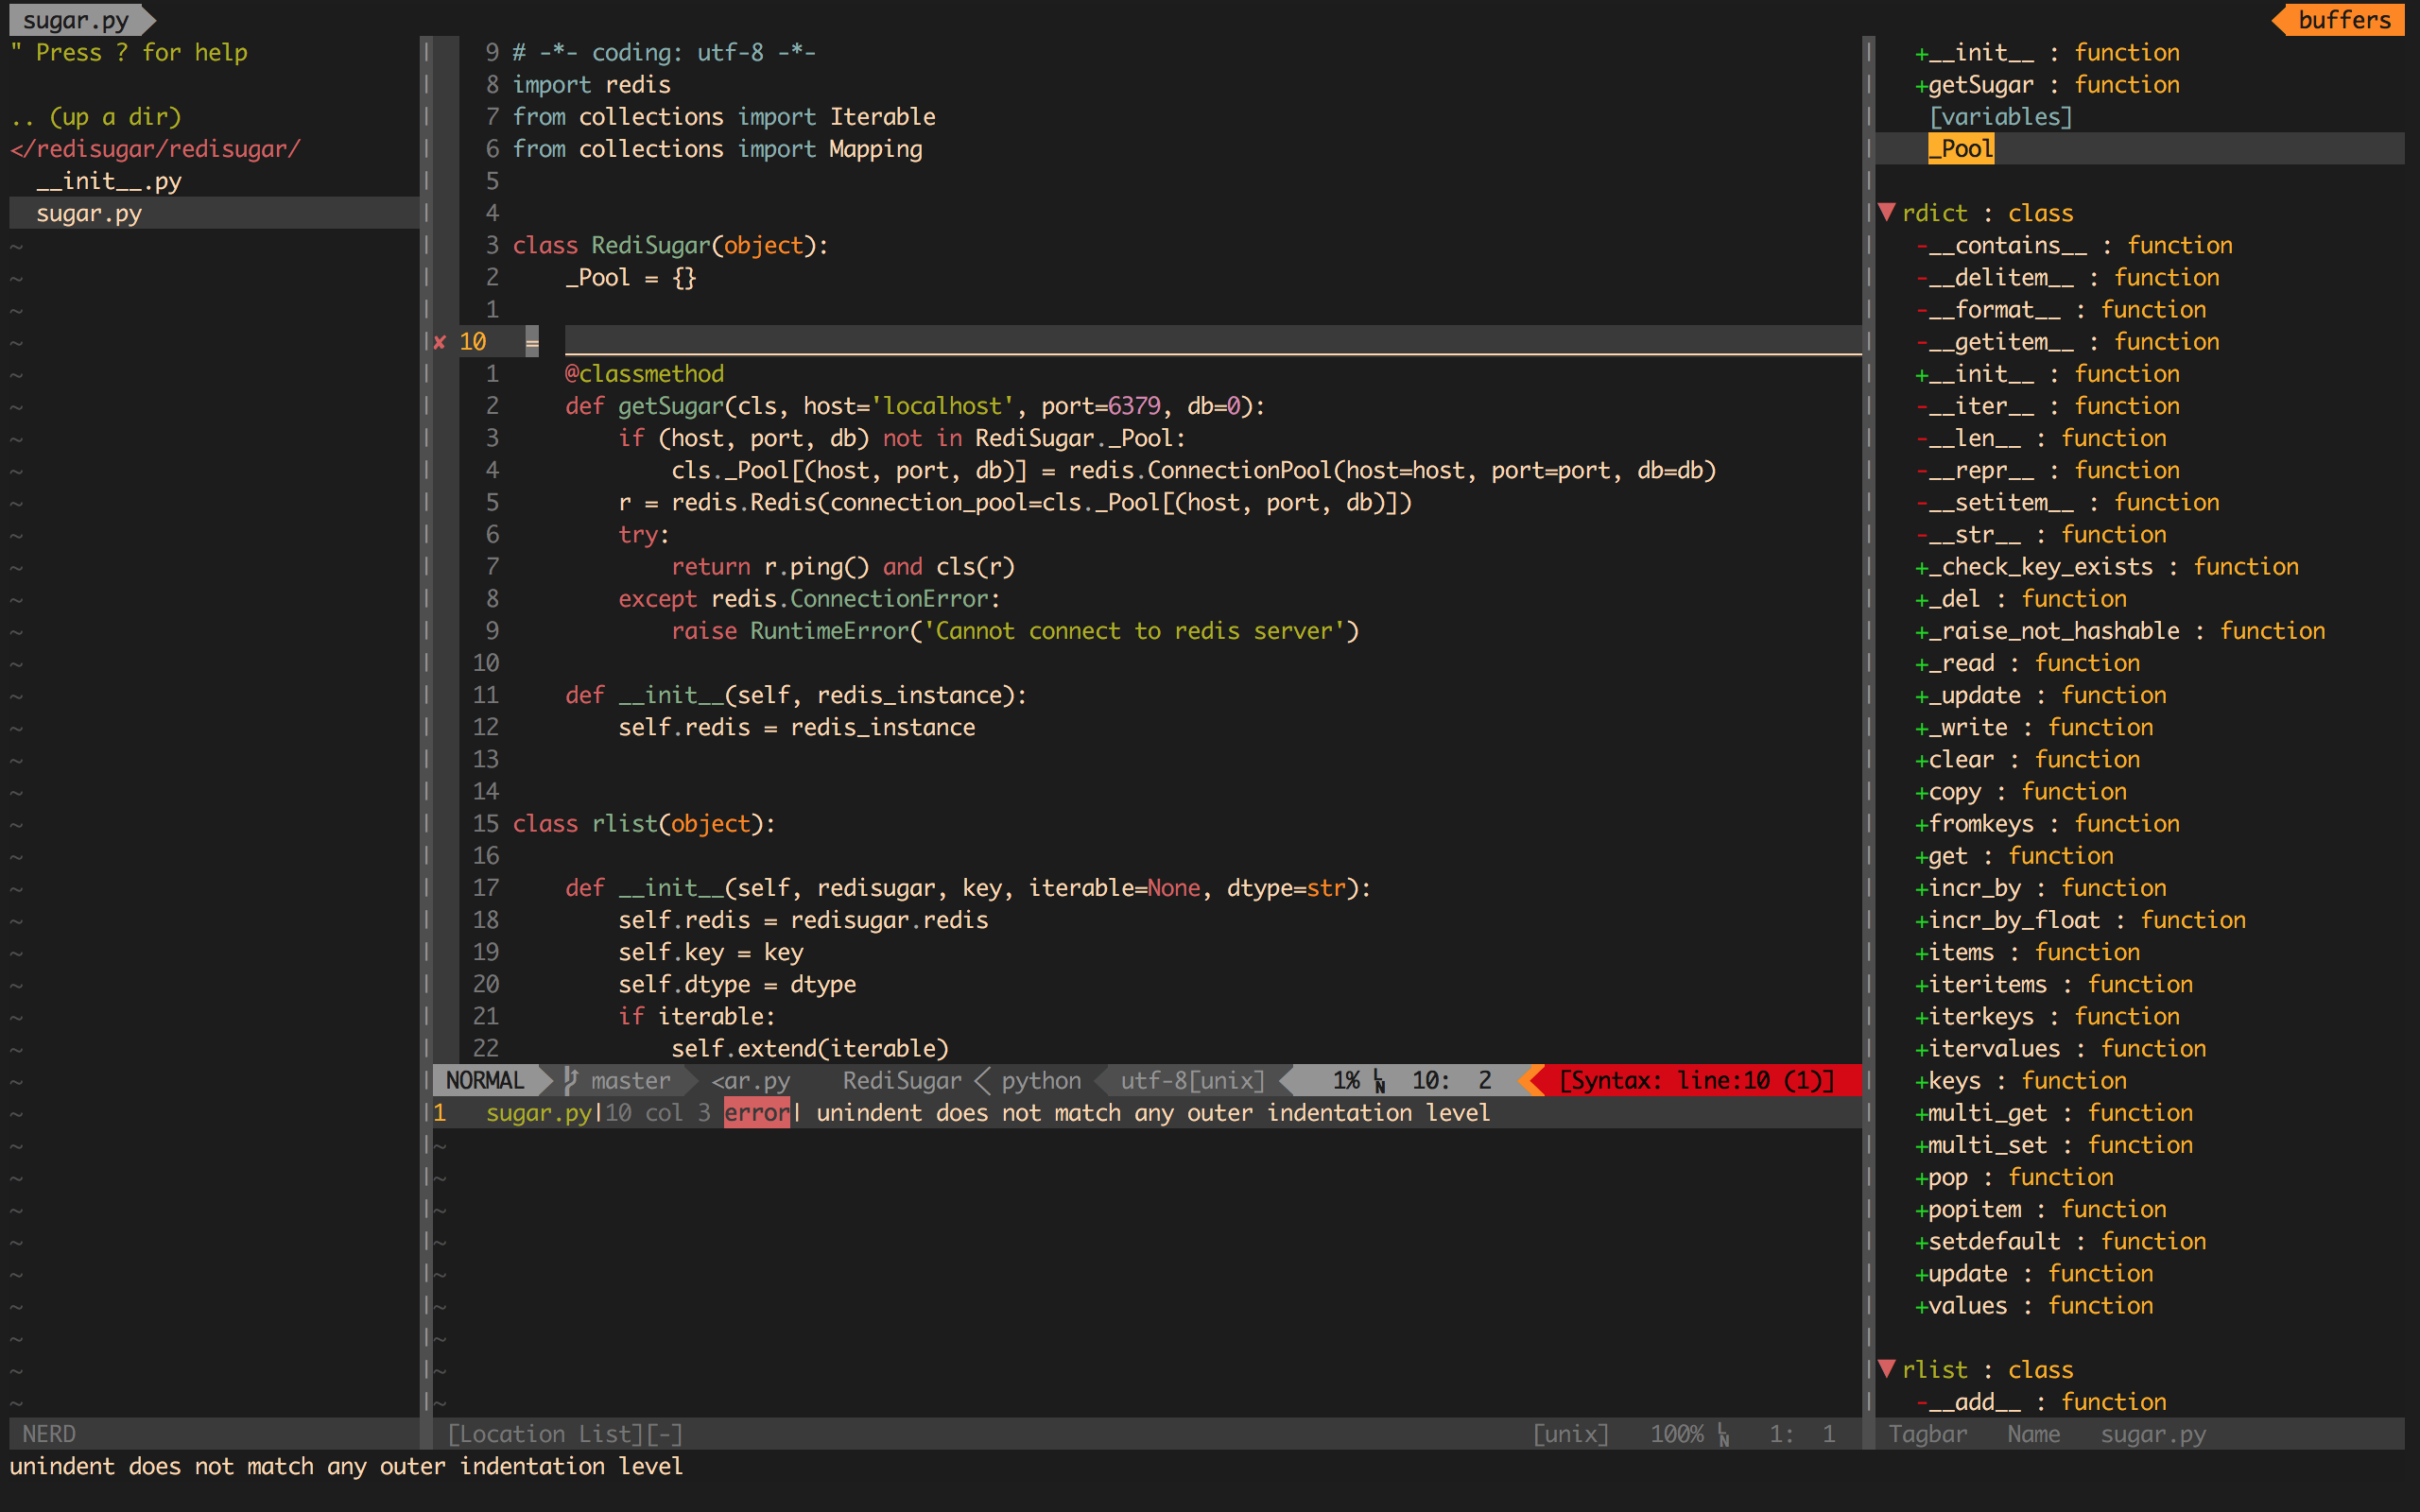 sugar.py
buffers
" Press ? for help
.. (up a dir)
</redisugar/redisugar/
__init__.py
sugar.py
NERD
9 # -*- coding: utf-8 -*-
8 import redis
7 from collections import Iterable
6 from collections import Mapping
5
4
3 class RediSugar(object):
2     _Pool = {}
1
✘ 10  =
1     @classmethod
2     def getSugar(cls, host='localhost', port=6379, db=0):
3         if (host, port, db) not in RediSugar._Pool:
4             cls._Pool[(host, port, db)] = redis.ConnectionPool(host=host, port=port, db=db)
5         r = redis.Redis(connection_pool=cls._Pool[(host, port, db)])
6         try:
7             return r.ping() and cls(r)
8         except redis.ConnectionError:
9             raise RuntimeError('Cannot connect to redis server')
10
11     def __init__(self, redis_instance):
12         self.redis = redis_instance
13
14
15 class rlist(object):
16
17     def __init__(self, redisugar, key, iterable=None, dtype=str):
18         self.redis = redisugar.redis
19         self.key = key
20         self.dtype = dtype
21         if iterable:
22             self.extend(iterable)
NORMAL master <ar.py RediSugar python utf-8[unix] 1% LN 10: 2 [Syntax: line:10 (1)]
1 sugar.py|10 col 3 error| unindent does not match any outer indentation level
[Location List][-] [unix] 100% LN 1: 1
+__init__ : function
+getSugar : function
[variables]
_Pool
▼ rdict : class
-__contains__ : function
-__delitem__ : function
-__format__ : function
-__getitem__ : function
+__init__ : function
-__iter__ : function
-__len__ : function
-__repr__ : function
-__setitem__ : function
-__str__ : function
+_check_key_exists : function
+_del : function
+_raise_not_hashable : function
+_read : function
+_update : function
+_write : function
+clear : function
+copy : function
+fromkeys : function
+get : function
+incr_by : function
+incr_by_float : function
+items : function
+iteritems : function
+iterkeys : function
+itervalues : function
+keys : function
+multi_get : function
+multi_set : function
+pop : function
+popitem : function
+setdefault : function
+update : function
+values : function
▼ rlist : class
-__add__ : function
Tagbar Name sugar.py
unindent does not match any outer indentation level